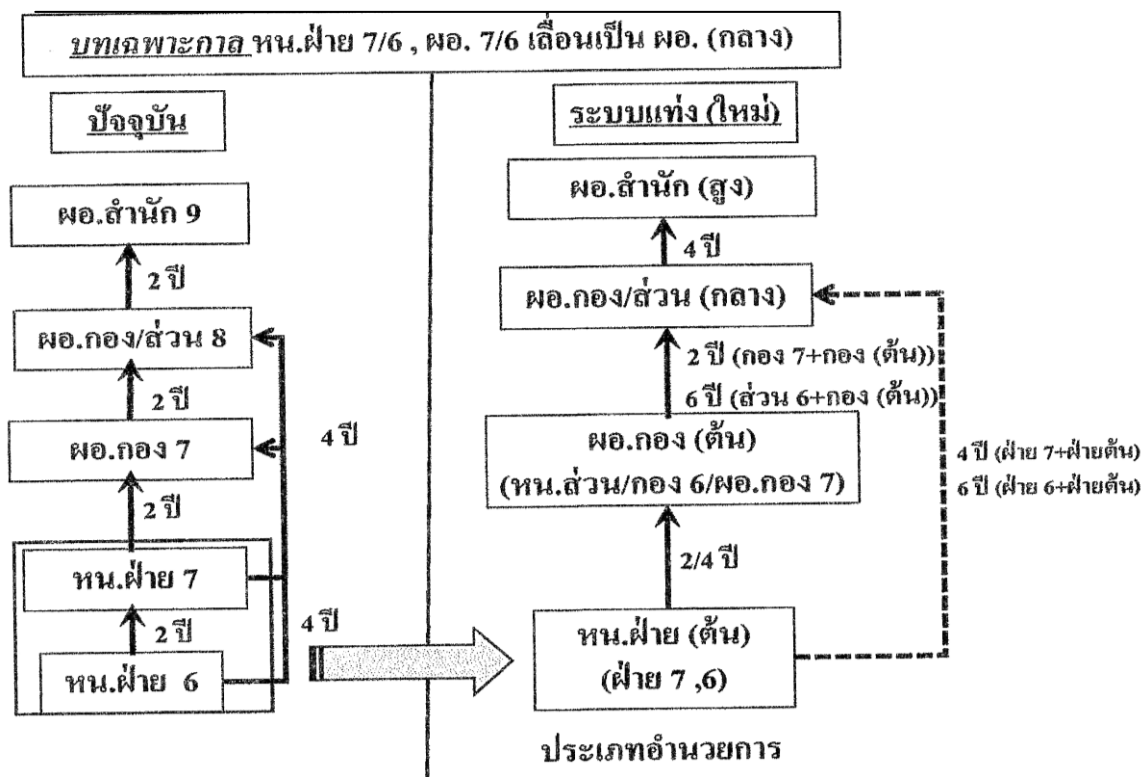 บทเฉพาะกาล หน.ฝ่าย 7/6 , ผอ. 7/6 เลื่อนเป็น ผอ. (กลาง)
ปัจจุบัน
ผอ.สำนัก 9
2 ปี
ผอ.กอง/ส่วน 8
2 ปี
ผอ.กอง 7
4 ปี
2 ปี
หน.ฝ่าย 7
2 ปี
4 ปี
หน.ฝ่าย 6
ระบบแท่ง (ใหม่)
ผอ.สำนัก (สูง)
4 ปี
ผอ.กอง/ส่วน (กลาง)
2 ปี (กอง 7+กอง (ต้น))
6 ปี (ส่วน 6+กอง (ต้น))
ผอ.กอง (ต้น)
(หน.ส่วน/กอง 6/ผอ.กอง 7)
4 ปี (ฝ่าย 7+ฝ่ายต้น)
6 ปี (ฝ่าย 6+ฝ่ายต้น)
2/4 ปี
หน.ฝ่าย (ต้น)
(ฝ่าย 7 ,6)
ประเภทอำนวยการ